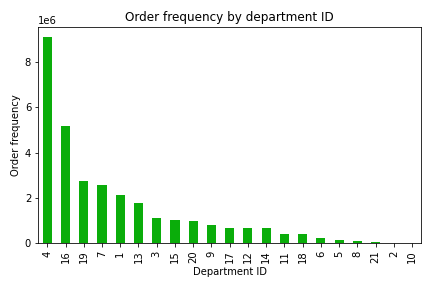 Order frequency by department ID
1e6
8
6
4
2
0
Order frequency
4 16 19 7 1 13 3 15 20 9 17 12 14 11 18 6 5 8 21 2 10
Department ID